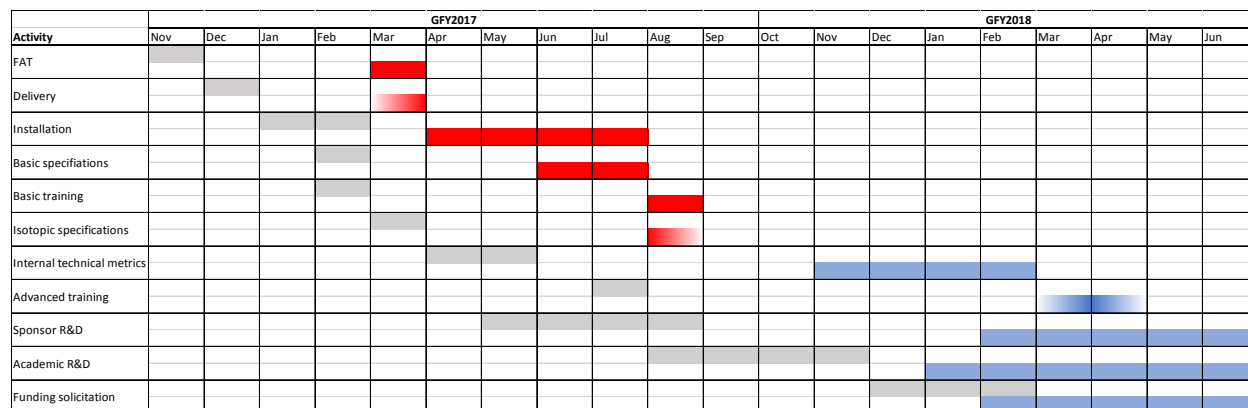 GFY2017 GFY2018
Activity Nov Dec Jan Feb Mar Apr May Jun Jul Aug Sep Oct Nov Dec Jan Feb Mar Apr May Jun
FAT
Delivery
Installation
Basic specifiations
Basic training
Isotopic specifications
Internal technical metrics
Advanced training
Sponsor R&D
Academic R&D
Funding solicitation